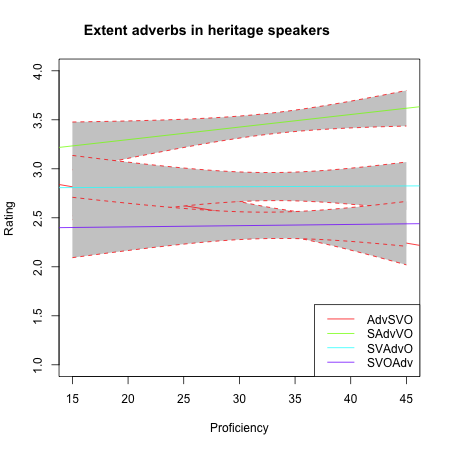 Extent adverbs in heritage speakers
4.0
3.5
3.0
2.5
2.0
1.5
1.0
Rating
15 20 25 30 35 40 45
Proficiency
AdvSVO
SAdvVO
SVAdvO
SVOAdv